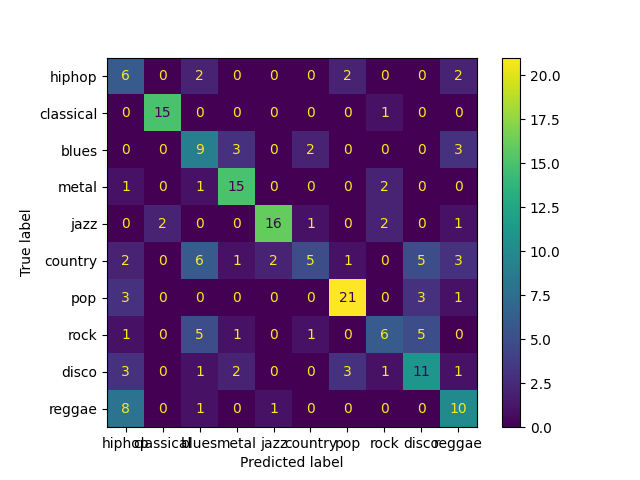 hiphop 6 0 2 0 0 0 2 0 0 2
classical 0 15 0 0 0 0 0 1 0 0
blues 0 0 9 3 0 2 0 0 0 3
metal 1 0 1 15 0 0 0 2 0 0
jazz 0 2 0 0 16 1 0 2 0 1
country 2 0 6 1 2 5 1 0 5 3
pop 3 0 0 0 0 0 21 0 3 1
rock 1 0 5 1 0 1 0 6 5 0
disco 3 0 1 2 0 0 3 1 11 1
reggae 8 0 1 0 1 0 0 0 0 10
hiphop classical blues metal jazz country pop rock disco reggae
Predicted label
True label
20.0
17.5
15.0
12.5
10.0
7.5
5.0
2.5
0.0